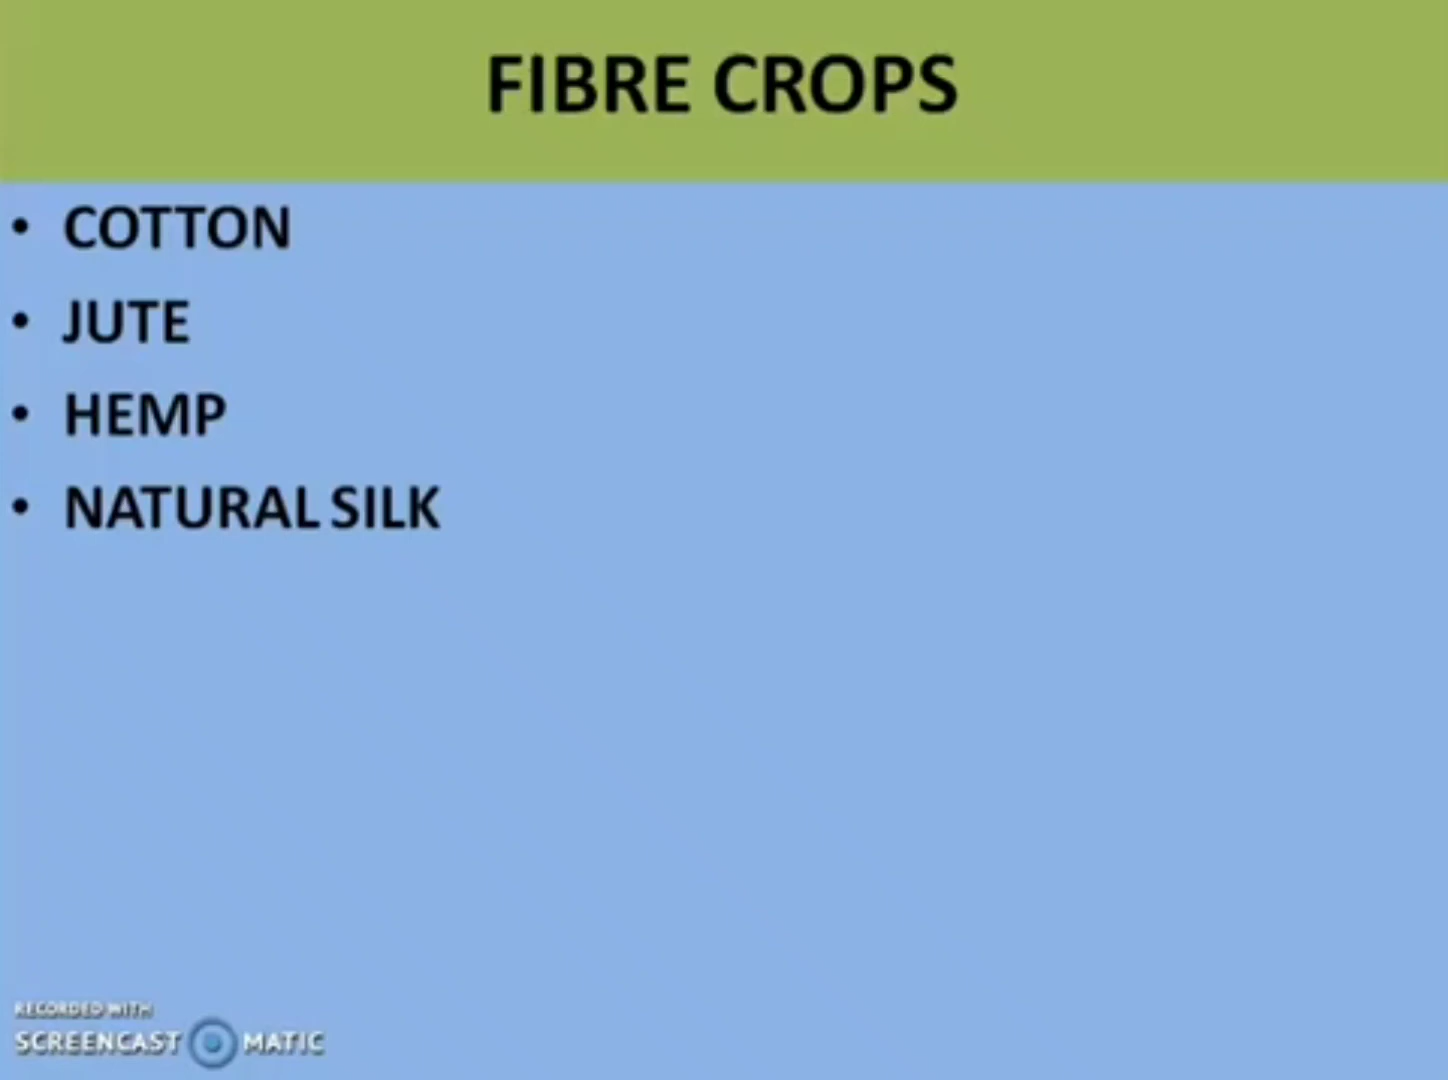 FIBRE CROPS
• COTTON
• JUTE
• HEMP
• NATURAL SILK
RECORDED WITH
SCREENCAST MATIC